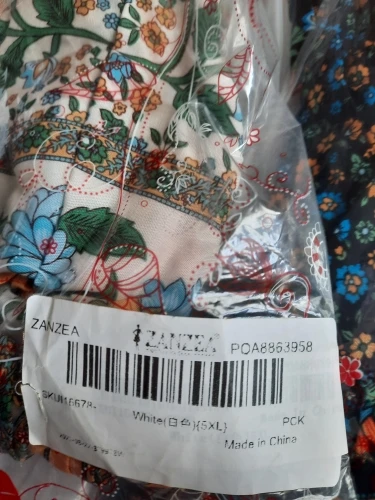 ZANZEA ZANZEA POA8863958
White(白色){5XL} PCK
Made in China